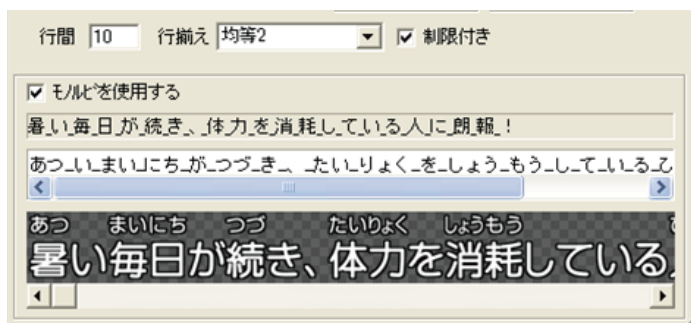 行間 10 行揃え 均等2 制限付き
モノルビを使用する
暑_い_毎_日_が_続_き_、_体_力_を_消_耗_し_て_い_る_人_に_朗_報_！
あつ_い_まい_にち_が_つづ_き_、_たい_りょく_を_しょう_もう_し_て_い_る_
あつ まいにち つづ たいりょく しょうもう
暑い毎日が続き、体力を消耗している